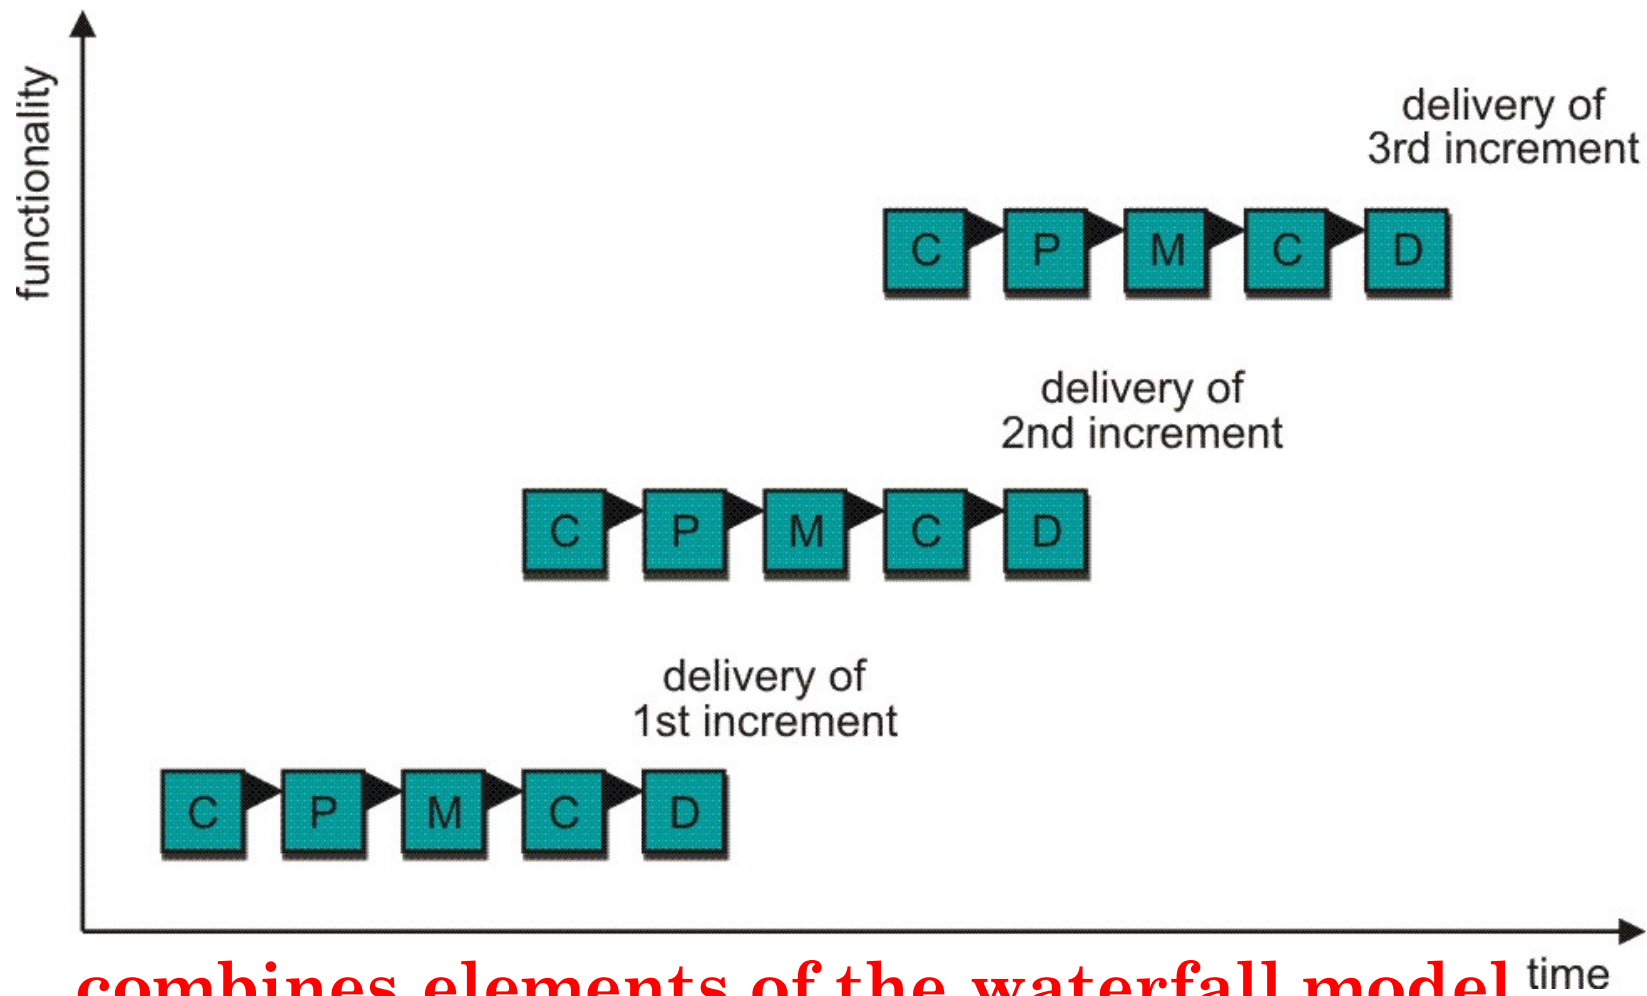 functionality
delivery of
3rd increment
C P M C D
delivery of
2nd increment
C P M C D
delivery of
1st increment
C P M C D
time
combines elements of the waterfall model